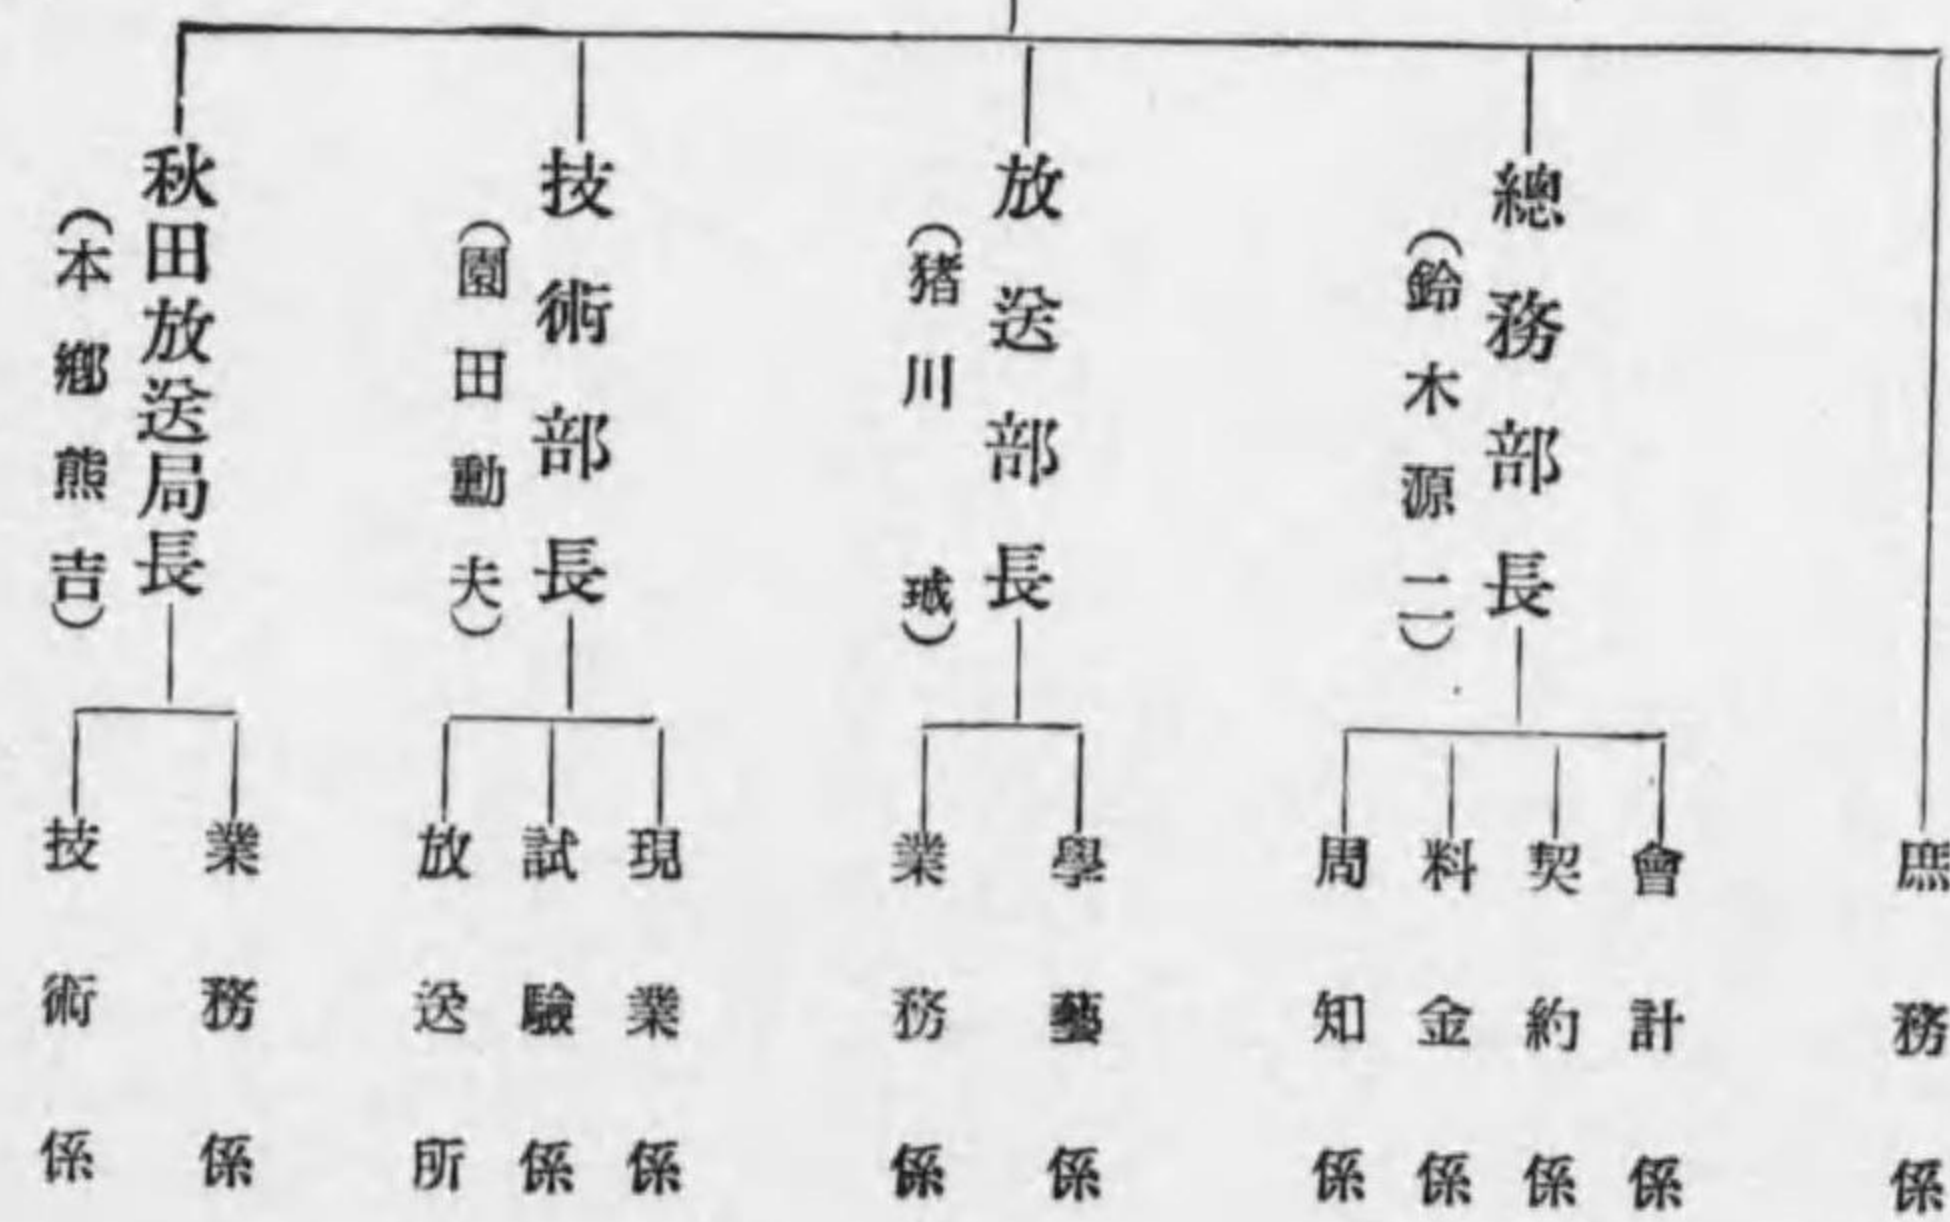 庶務係
總務部長
(鈴木源二)
會計係
契約係
料金係
周知係
放送部長
(猪川 珹)
學藝係
業務係
技術部長
(園田勳夫)
現業係
試驗係
放送所
秋田放送局長
(本鄕熊吉)
業務係
技術係